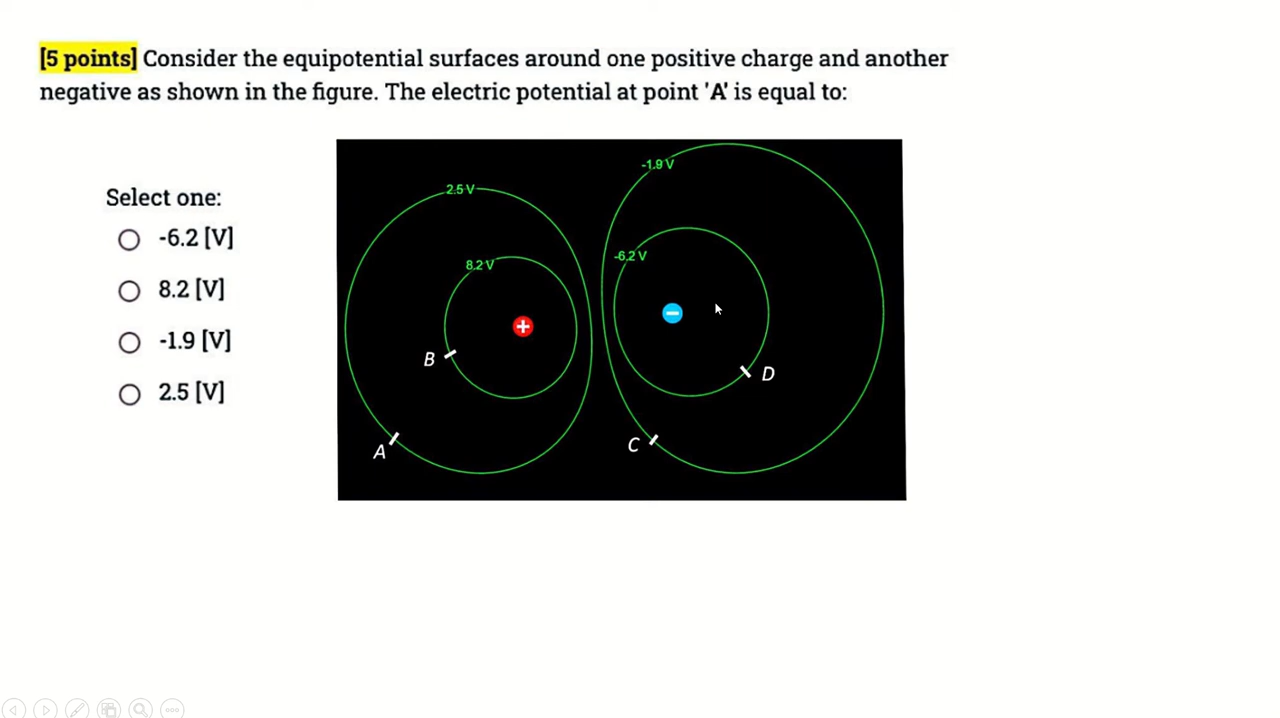 [5 points] Consider the equipotential surfaces around one positive charge and another
negative as shown in the figure. The electric potential at point 'A' is equal to:
Select one:
-6.2 [V]
8.2 [V]
-1.9 [V]
2.5 [V]
-1.9 V
2.5 V
-6.2 V
8.2 V
+
−
B
D
A
C